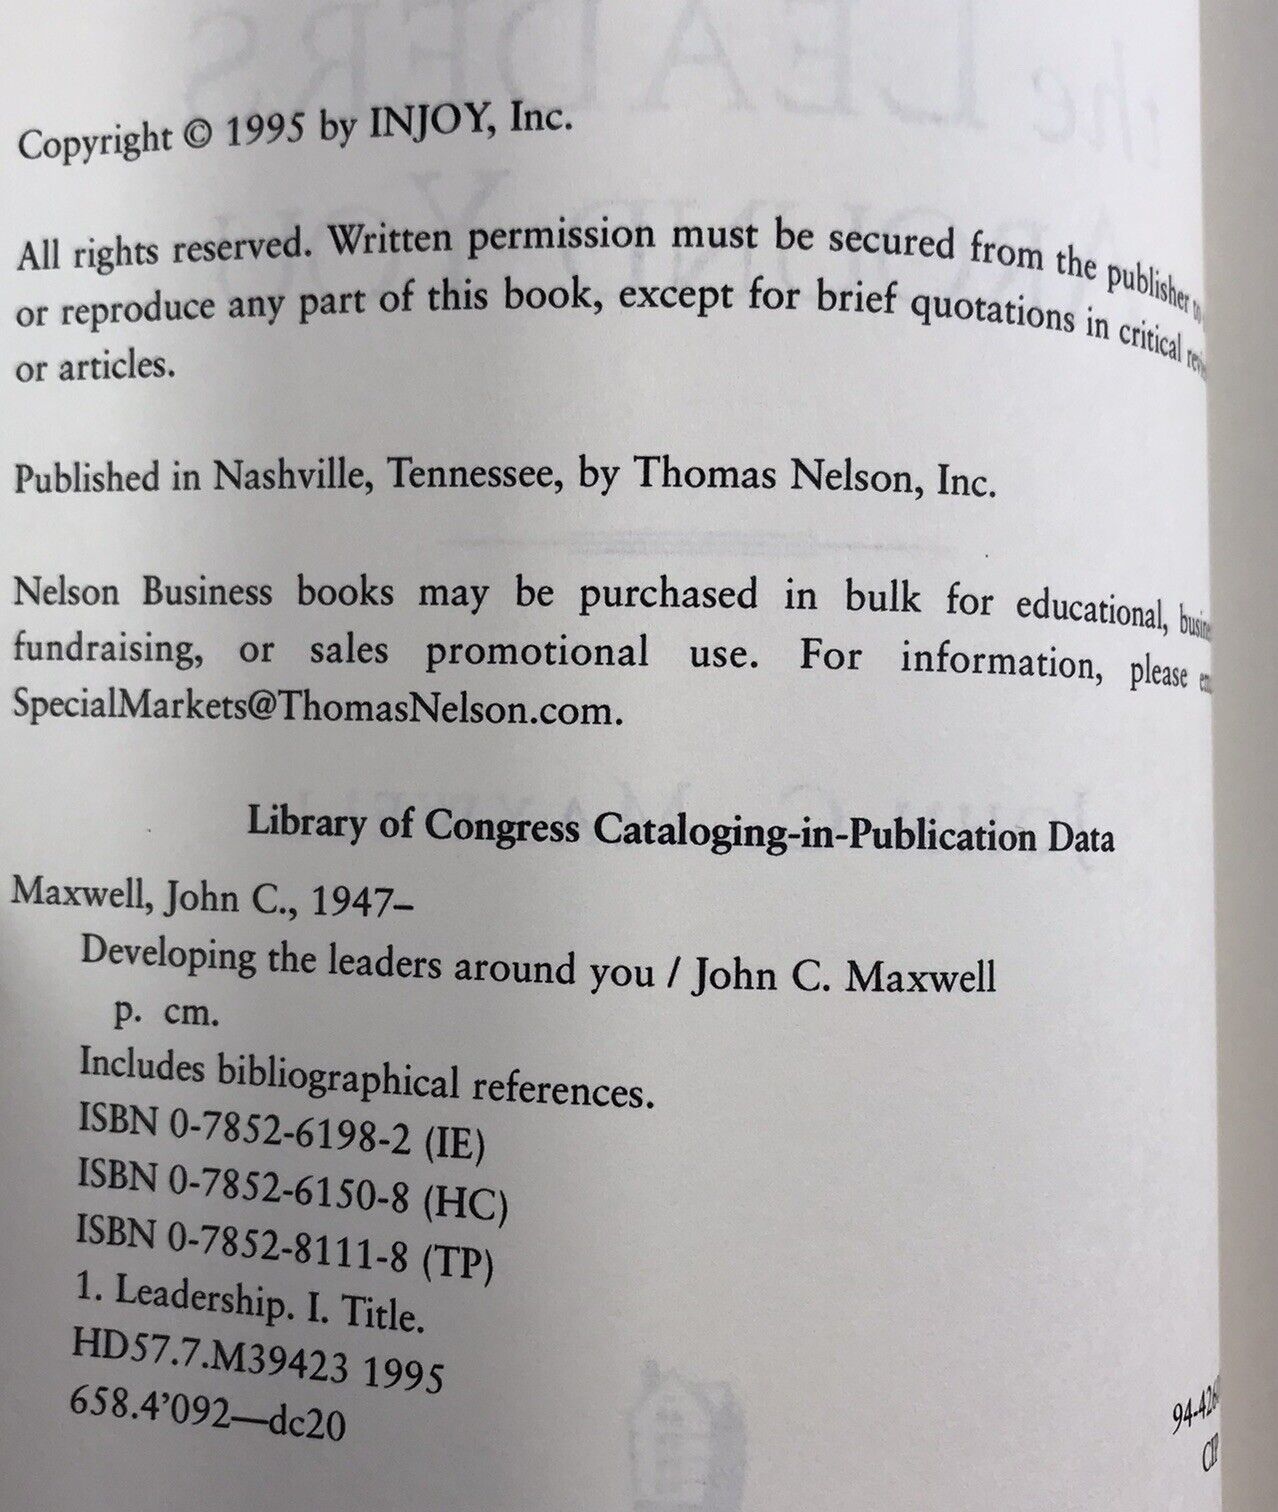 Copyright © 1995 by INJOY, Inc.
All rights reserved. Written permission must be secured from the publisher to
or reproduce any part of this book, except for brief quotations in critical
or articles.
Published in Nashville, Tennessee, by Thomas Nelson, Inc.
Nelson Business books may be purchased in bulk for educational,
fundraising, or sales promotional use. For information, please
SpecialMarkets@ThomasNelson.com.
Library of Congress Cataloging-in-Publication Data
Maxwell, John C., 1947–
Developing the leaders around you / John C. Maxwell
p. cm.
Includes bibliographical references.
ISBN 0-7852-6198-2 (IE)
ISBN 0-7852-6150-8 (HC)
ISBN 0-7852-8111-8 (TP)
1. Leadership. I. Title.
HD57.7.M39423 1995
658.4’092—dc20
CIP